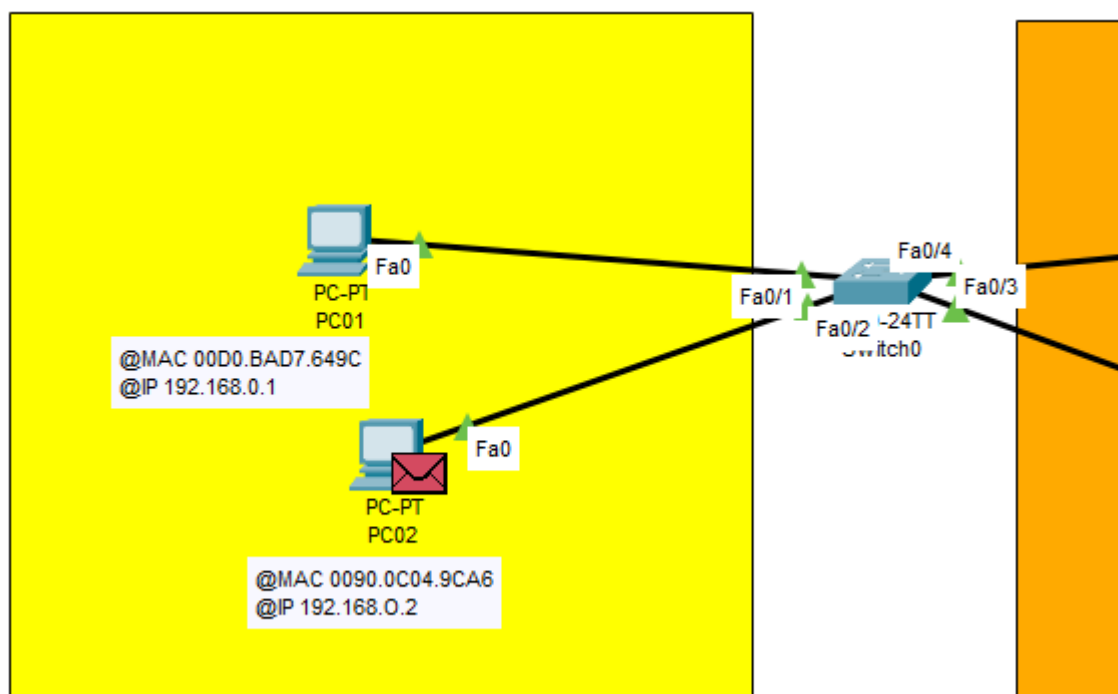 Fa0/4
Fa0
Fa0/3
PC-PT
Fa0/1
PC01
Fa0/2
-24TT
Switch0
@MAC 00D0.BAD7.649C
@IP 192.168.0.1
Fa0
PC-PT
PC02
@MAC 0090.0C04.9CA6
@IP 192.168.O.2